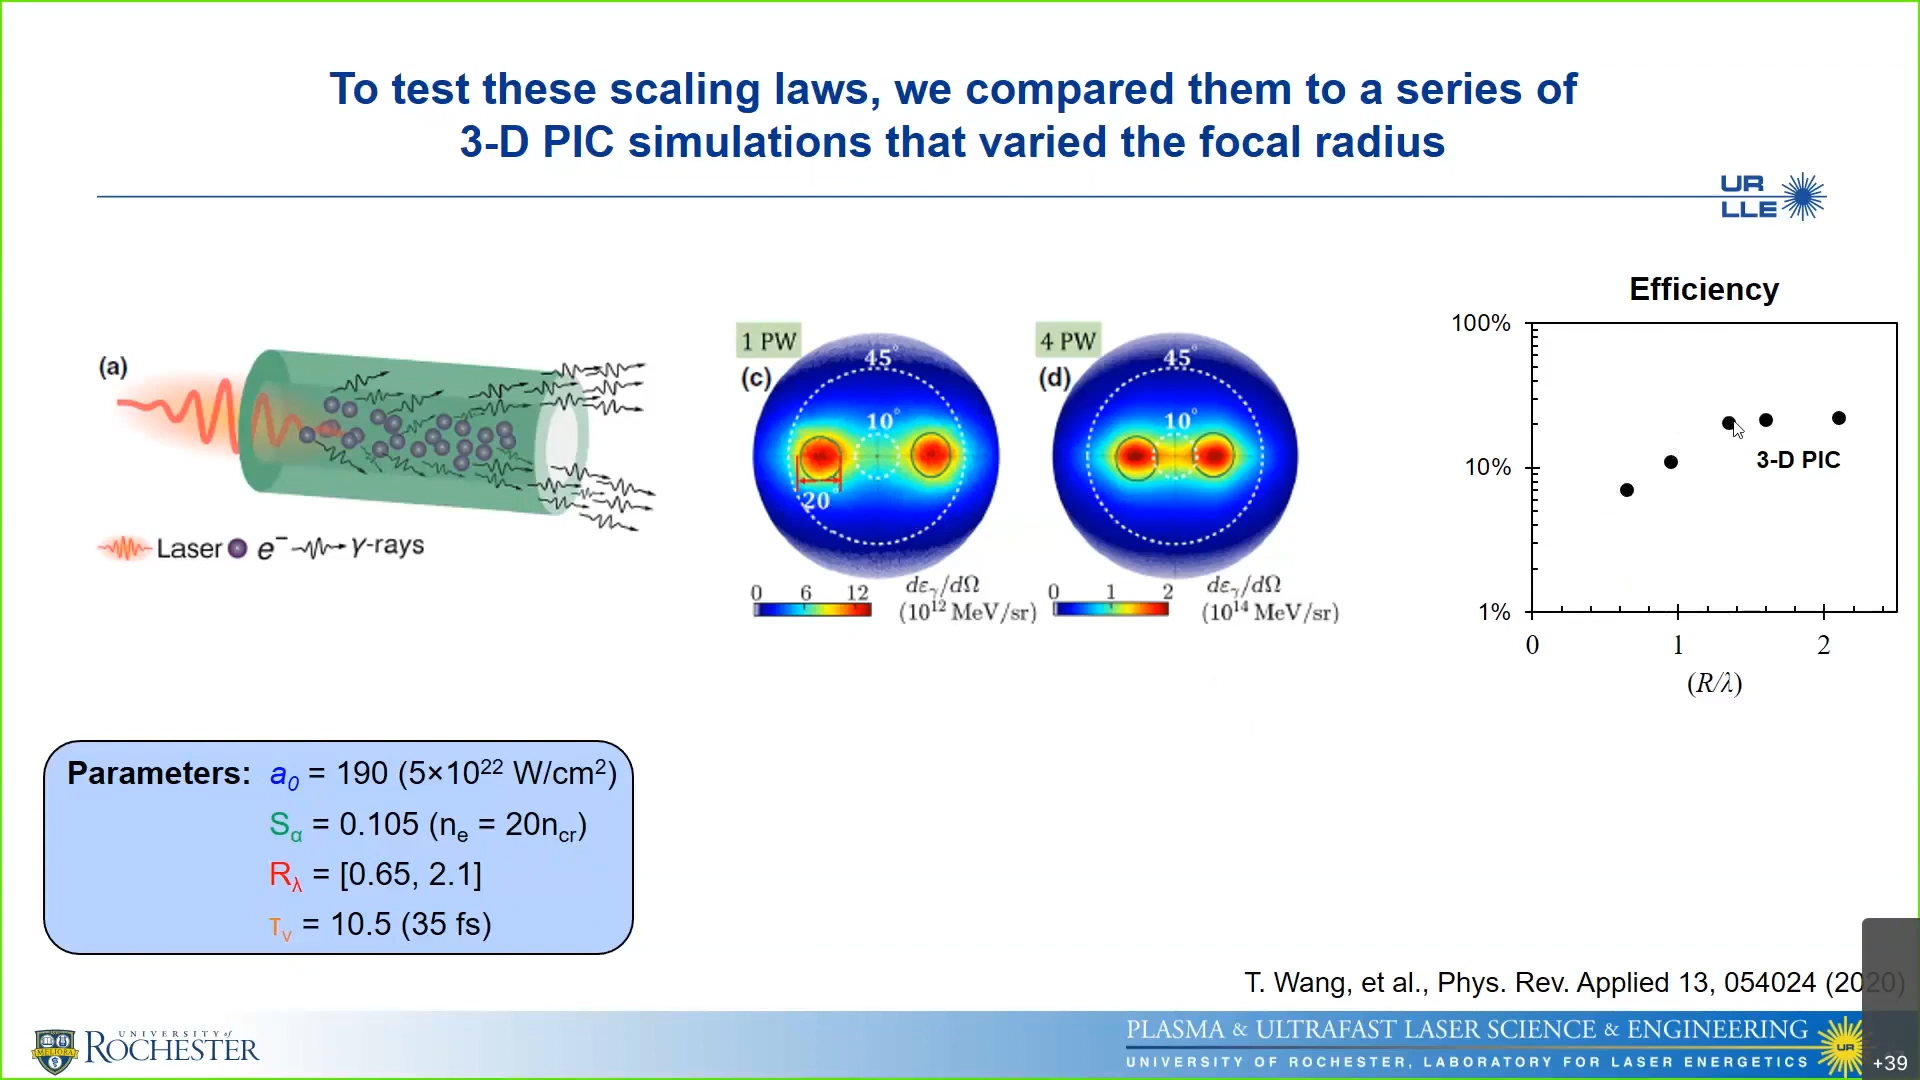 To test these scaling laws, we compared them to a series of
3-D PIC simulations that varied the focal radius
UR
LLE
(a)
Laser e⁻ γ-rays
1 PW
(c)
45°
10°
20°
0 6 12
dεγ/dΩ
(10¹² MeV/sr)
4 PW
(d)
45°
10°
0 1 2
dεγ/dΩ
(10¹⁴ MeV/sr)
Efficiency
100%
10%
1%
3-D PIC
0 1 2
(R/λ)
Parameters: a₀ = 190 (5×10²² W/cm²)
Sα = 0.105 (nₑ = 20n_cr)
Rλ = [0.65, 2.1]
τν = 10.5 (35 fs)
T. Wang, et al., Phys. Rev. Applied 13, 054024 (2020)
MELIORA
UNIVERSITY of
ROCHESTER
PLASMA & ULTRAFAST LASER SCIENCE & ENGINEERING
UNIVERSITY OF ROCHESTER, LABORATORY FOR LASER ENERGETICS
UR
+39